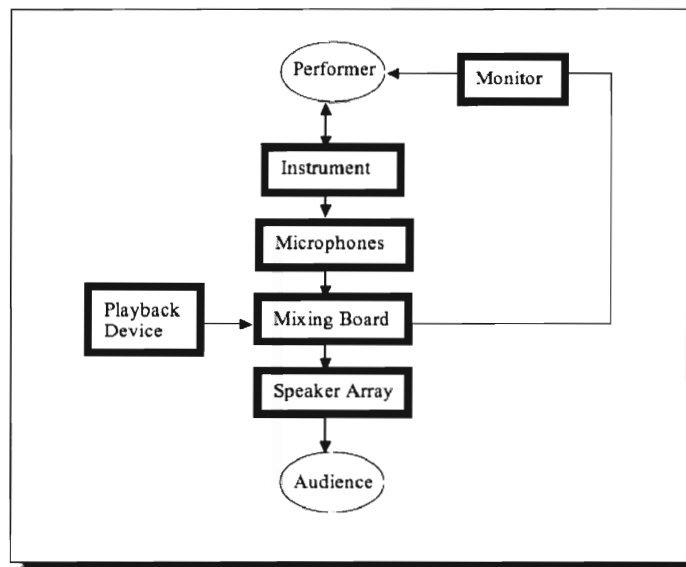 Performer
Monitor
Instrument
Microphones
Playback
Device
Mixing Board
Speaker Array
Audience